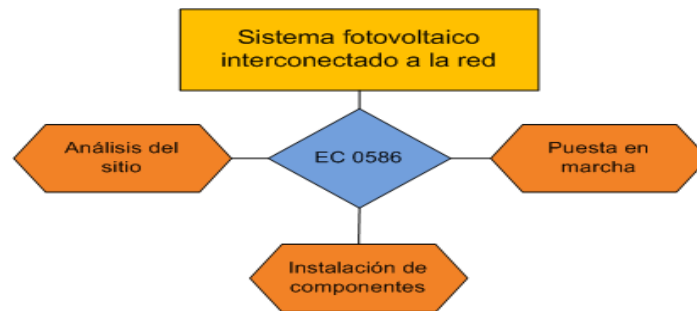 Sistema fotovoltaico
interconectado a la red
Análisis del
sitio
EC 0586
Puesta en
marcha
Instalación de
componentes